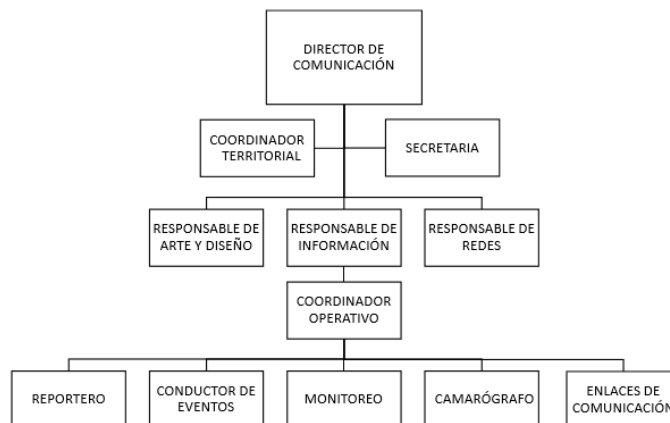 DIRECTOR DE
COMUNICACIÓN
COORDINADOR
TERRITORIAL
SECRETARIA
RESPONSABLE DE
ARTE Y DISEÑO
RESPONSABLE DE
INFORMACIÓN
RESPONSABLE DE
REDES
COORDINADOR
OPERATIVO
REPORTERO
CONDUCTOR DE
EVENTOS
MONITOREO
CAMARÓGRAFO
ENLACES DE
COMUNICACIÓN